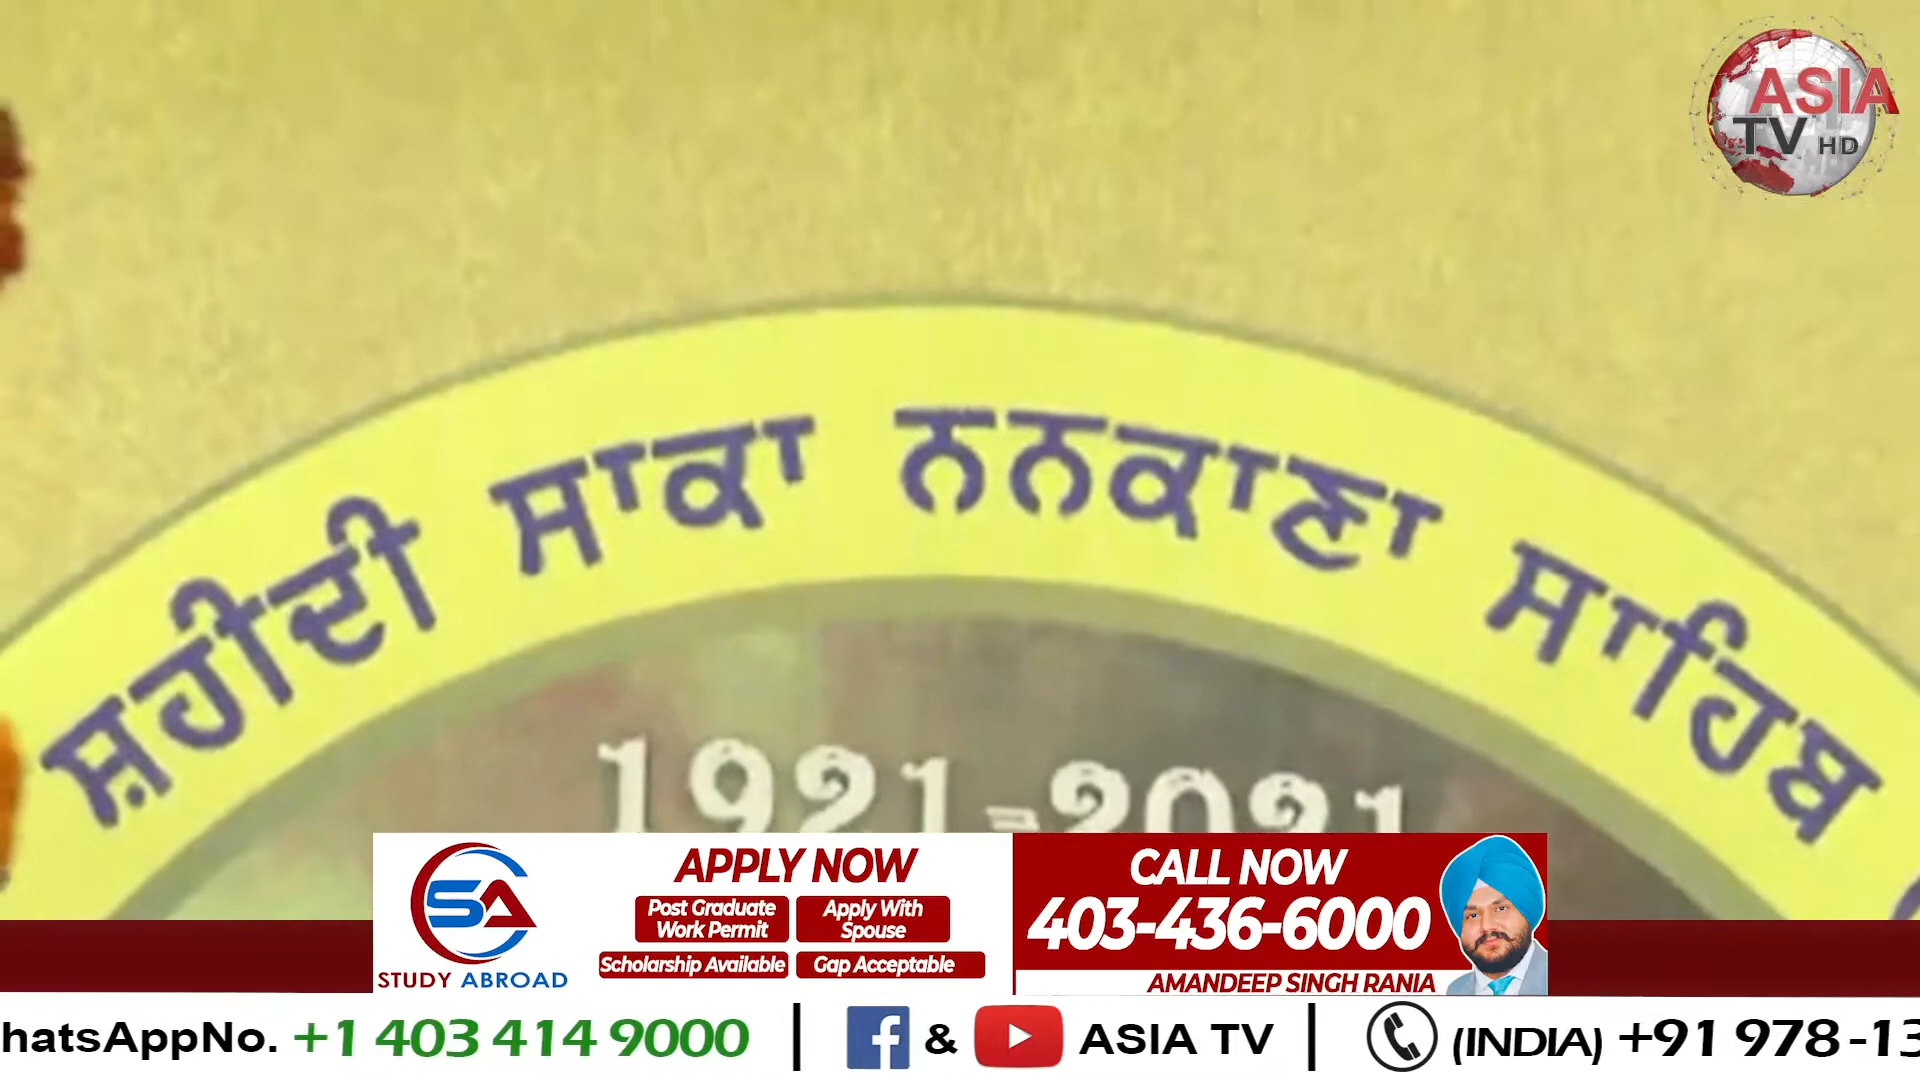 ASIA
TV HD
ਸ਼ਹੀਦੀ ਸਾਕਾ ਨਨਕਾਣਾ ਸਾਹਿਬ
1921-2021
SA
STUDY ABROAD
APPLY NOW
Post Graduate Work Permit
Apply With Spouse
Scholarship Available
Gap Acceptable
CALL NOW
403-436-6000
AMANDEEP SINGH RANIA
hatsAppNo. +1 403 414 9000 | & ASIA TV | (INDIA) +91 978-13